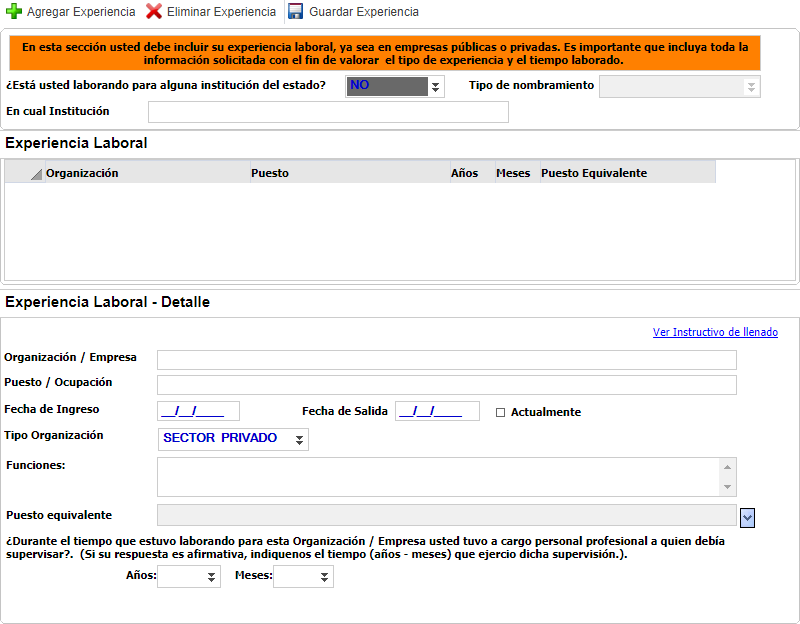 Agregar Experiencia Eliminar Experiencia Guardar Experiencia
En esta sección usted debe incluir su experiencia laboral, ya sea en empresas públicas o privadas. Es importante que incluya toda la
información solicitada con el fin de valorar el tipo de experiencia y el tiempo laborado.
¿Está usted laborando para alguna institución del estado? NO Tipo de nombramiento
En cual Institución
Experiencia Laboral
Organización Puesto Años Meses Puesto Equivalente
Experiencia Laboral - Detalle
Ver Instructivo de llenado
Organización / Empresa
Puesto / Ocupación
Fecha de Ingreso __/__/____ Fecha de Salida __/__/____ Actualmente
Tipo Organización SECTOR PRIVADO
Funciones:
Puesto equivalente
¿Durante el tiempo que estuvo laborando para esta Organización / Empresa usted tuvo a cargo personal profesional a quien debía
supervisar?. (Si su respuesta es afirmativa, indiquenos el tiempo (años - meses) que ejercio dicha supervisión.).
Años: Meses: